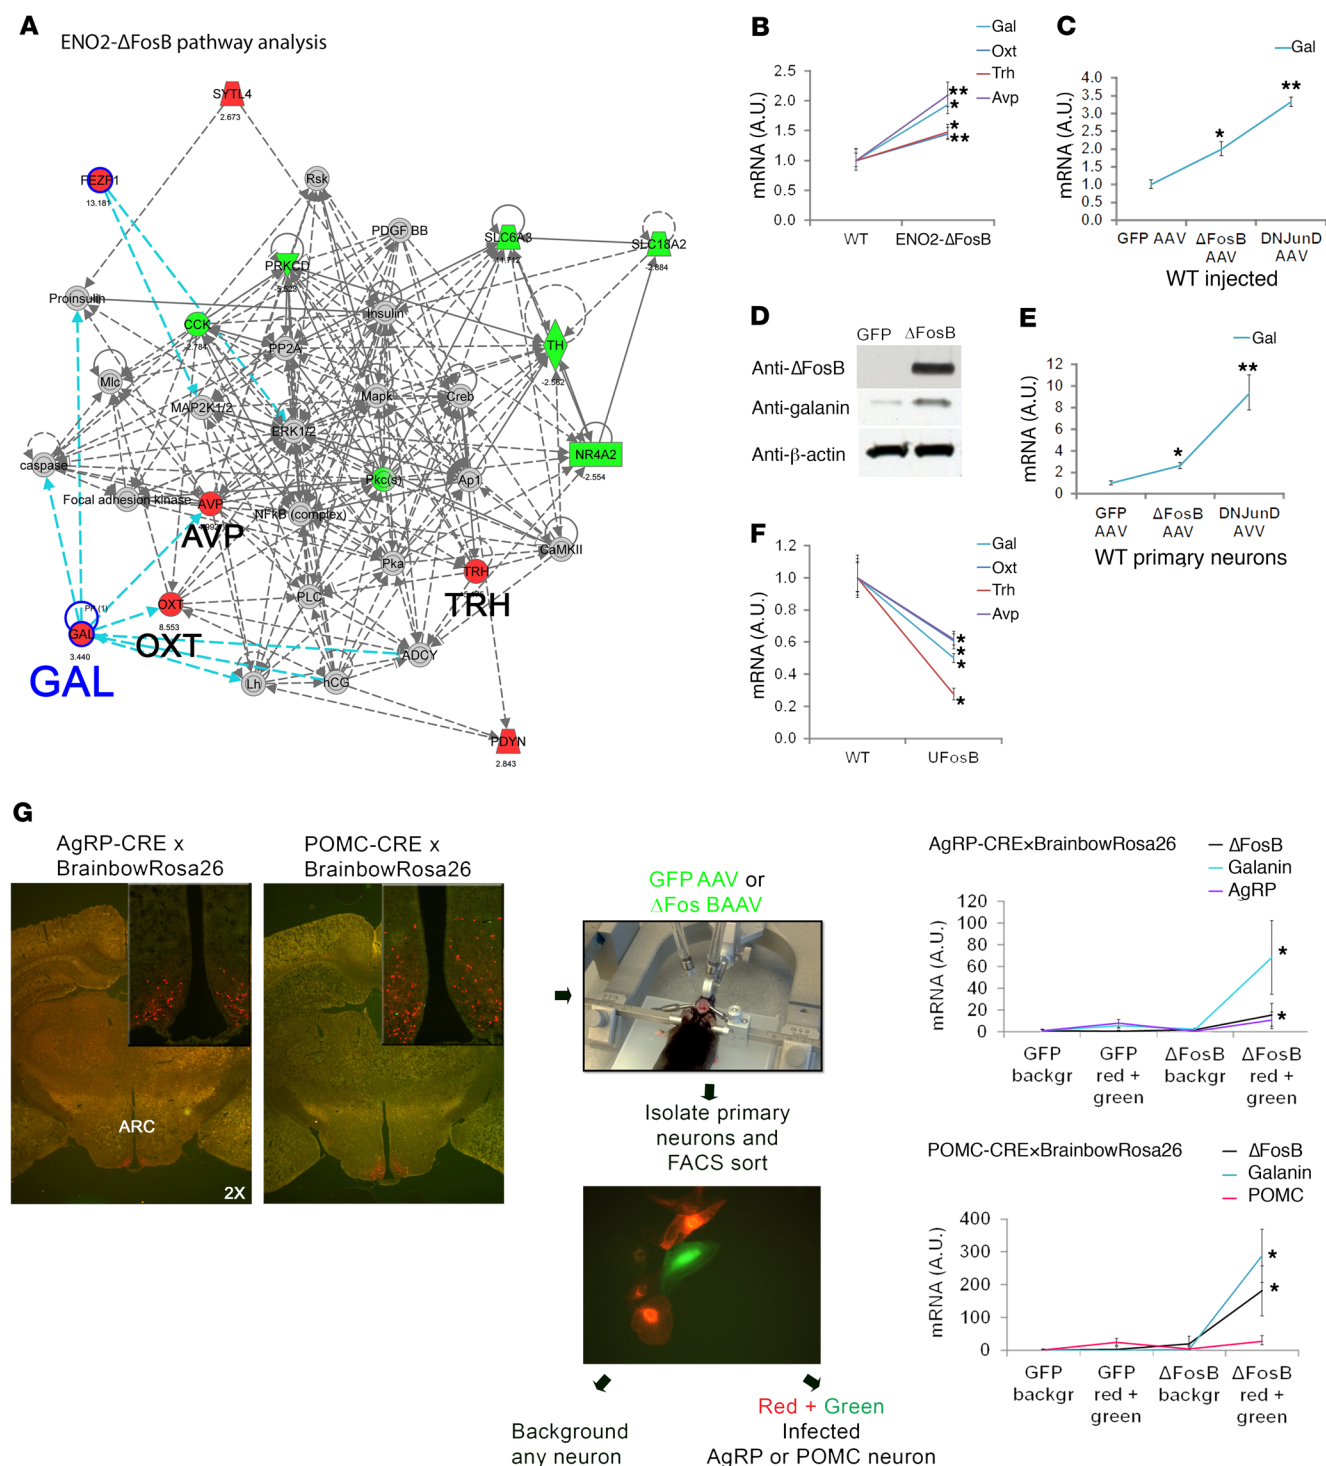 A
ENO2-ΔFosB pathway analysis
SYTL4
2.673
FEZF1
13.181
Rsk
PDGF BB
SLC6A3
-11.712
SLC18A2
-2.884
PRKCD
Proinsulin
Insulin
CCK
-2.784
PP2A
TH
-2.562
Mlc
MAP2K1/2
Mapk
Creb
ERK1/2
NR4A2
-2.554
caspase
Pkc(s)
Ap1
Focal adhesion kinase
AVP
NFkB (complex)
AVP
CaMKII
Pka
TRH
TRH
PLC
OXT
8.553
OXT
PP (1)
GAL
3.440
GAL
ADCY
Lh
hCG
PDYN
2.843
B
Gal
Oxt
Trh
Avp
mRNA (A.U.)
2.5
2.0
1.5
1.0
0.5
0.0
**
*
*
**
WT
ENO2-ΔFosB
C
Gal
mRNA (A.U.)
4.0
3.5
3.0
2.5
2.0
1.5
1.0
0.5
0.0
*
**
GFP AAV
ΔFosB
AAV
DNJunD
AAV
WT injected
D
GFP
ΔFosB
Anti-ΔFosB
Anti-galanin
Anti-β-actin
E
Gal
mRNA (A.U.)
12
10
8
6
4
2
0
*
**
GFP
AAV
ΔFosB
AAV
DNJunD
AVV
WT primary neurons
F
Gal
Oxt
Trh
Avp
mRNA (A.U.)
1.2
1.0
0.8
0.6
0.4
0.2
0.0
*
*
*
*
WT
UFosB
G
AgRP-CRE x
BrainbowRosa26
POMC-CRE x
BrainbowRosa26
ARC
2X
GFP AAV or
ΔFos BAAV
Isolate primary
neurons and
FACS sort
Background
any neuron
Red + Green
Infected
AgRP or POMC neuron
AgRP-CRE×BrainbowRosa26
ΔFosB
Galanin
AgRP
mRNA (A.U.)
120
100
80
60
40
20
0
*
*
GFP
backgr
GFP
red +
green
ΔFosB
backgr
ΔFosB
red +
green
POMC-CRE×BrainbowRosa26
ΔFosB
Galanin
POMC
mRNA (A.U.)
400
300
200
100
0
*
*
GFP
backgr
GFP
red +
green
ΔFosB
backgr
ΔFosB
red +
green